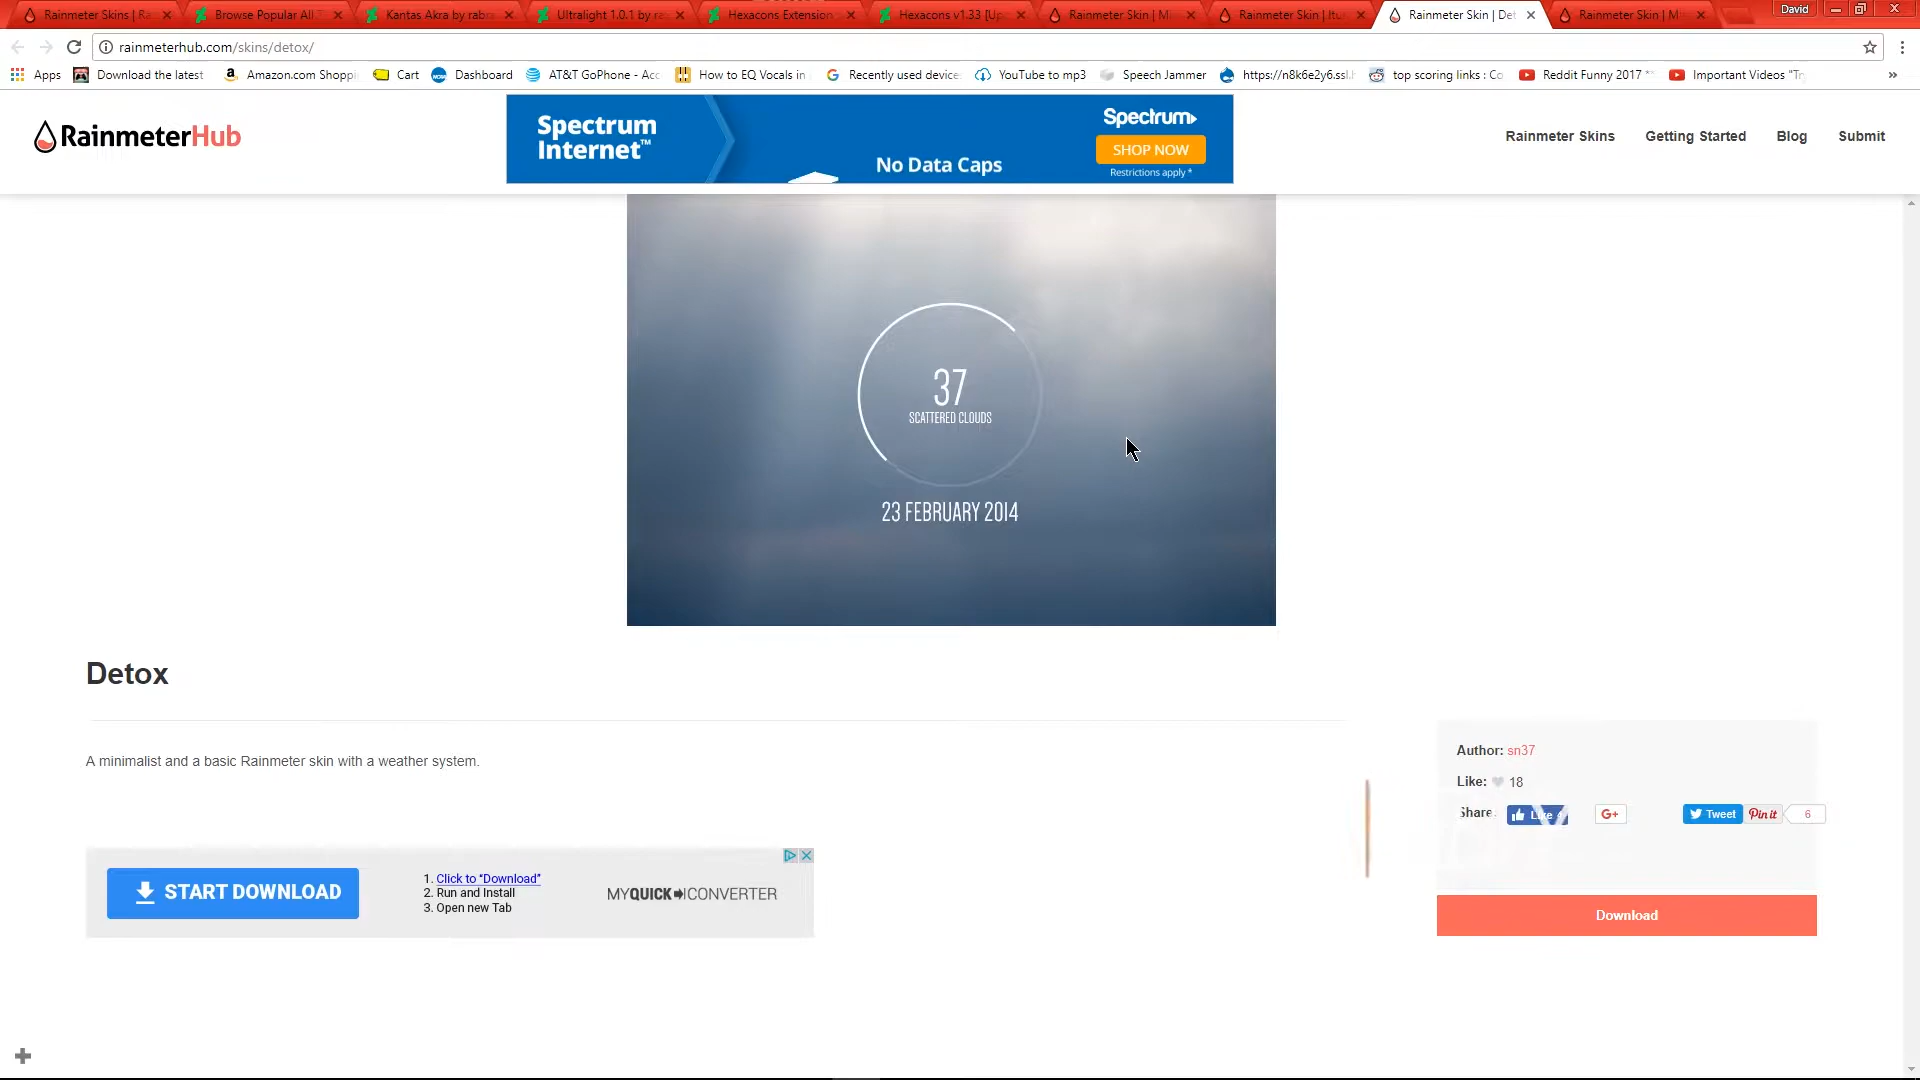 Rainmeter Skins | Ra
Browse Popular All T
Kantas Akra by rabra
Ultralight 1.0.1 by ra
Hexacons Extension
Hexacons v1.33 [Up
Rainmeter Skin | Mi
Rainmeter Skin | Itu
Rainmeter Skin | Det
Rainmeter Skin | M
David
rainmeterhub.com/skins/detox/
Apps
Download the latest
Amazon.com Shoppi
Cart
Dashboard
AT&T GoPhone - Acc
How to EQ Vocals in
Recently used device
YouTube to mp3
Speech Jammer
https://n8k6e2y6.ssl.h
top scoring links : Co
Reddit Funny 2017 **
Important Videos "Tr
»
RainmeterHub
Spectrum
Internet™
No Data Caps
Spectrum
SHOP NOW
Restrictions apply *
Rainmeter Skins
Getting Started
Blog
Submit
37
SCATTERED CLOUDS
23 FEBRUARY 2014
Detox
A minimalist and a basic Rainmeter skin with a weather system.
Author: sn37
Like: 18
Share:
Like 4
G+
Tweet
Pin it
6
START DOWNLOAD
1. Click to “Download”
2. Run and Install
3. Open new Tab
MYQUICK CONVERTER
Download